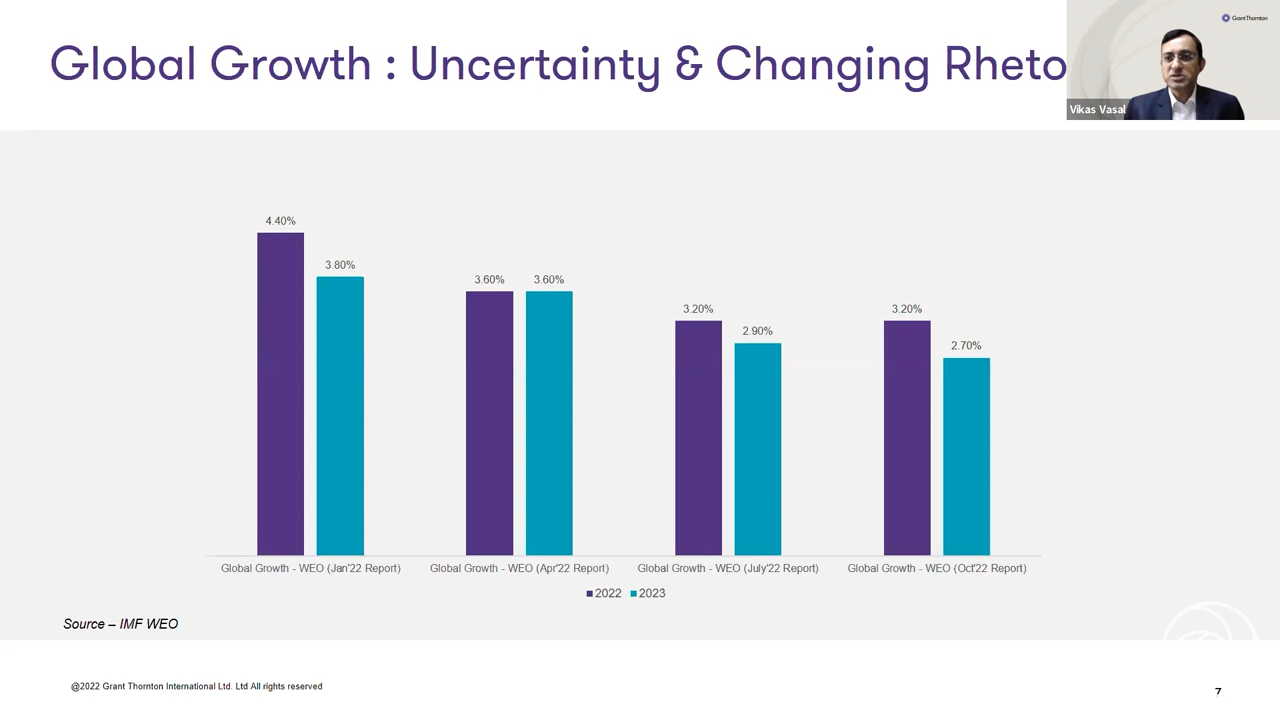 Global Growth : Uncertainty & Changing Rheto
GrantThornton
Vikas Vasal
4.40%
3.80%
3.60%
3.60%
3.20%
2.90%
3.20%
2.70%
Global Growth - WEO (Jan'22 Report)
Global Growth - WEO (Apr'22 Report)
Global Growth - WEO (July'22 Report)
Global Growth - WEO (Oct'22 Report)
2022
2023
Source – IMF WEO
@2022 Grant Thornton International Ltd. Ltd All rights reserved
7